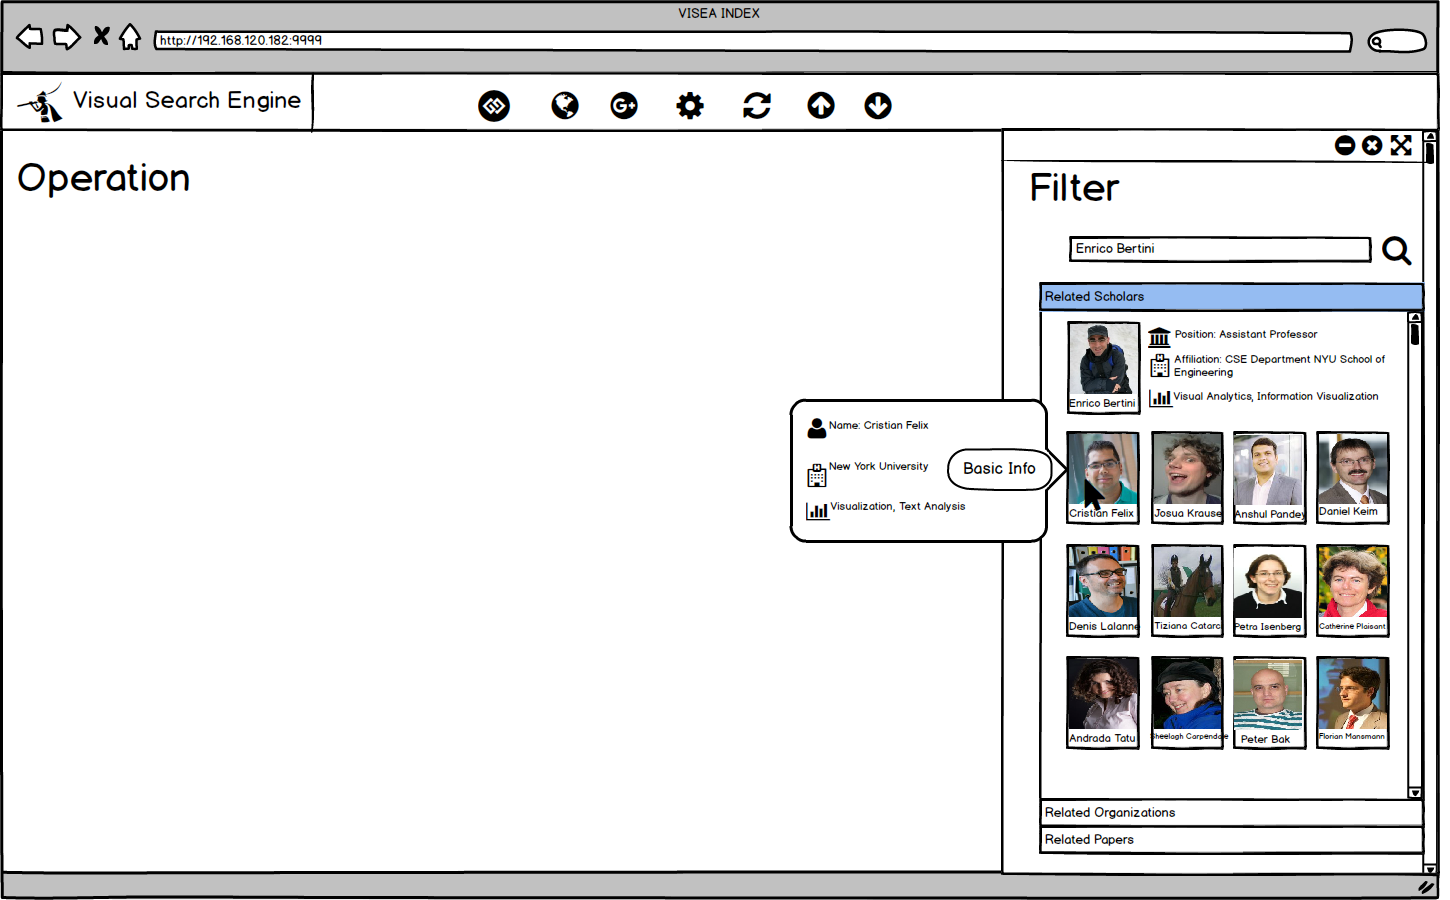 VISEA INDEX
http://192.168.120.182:9999
Visual Search Engine
Operation
Filter
Enrico Bertini
Related Scholars
Position: Assistant Professor
Affiliation: CSE Department NYU School of
Engineering
Visual Analytics, Information Visualization
Enrico Bertini
Name: Cristian Felix
New York University
Visualization, Text Analysis
Basic Info
Cristian Felix
Josua Krause
Anshul Pandey
Daniel Keim
Denis Lalanne
Tiziana Catarc
Petra Isenberg
Catherine Plaisant
Andrada Tatu
Sheelagh Carpendale
Peter Bak
Florian Mansmann
Related Organizations
Related Papers